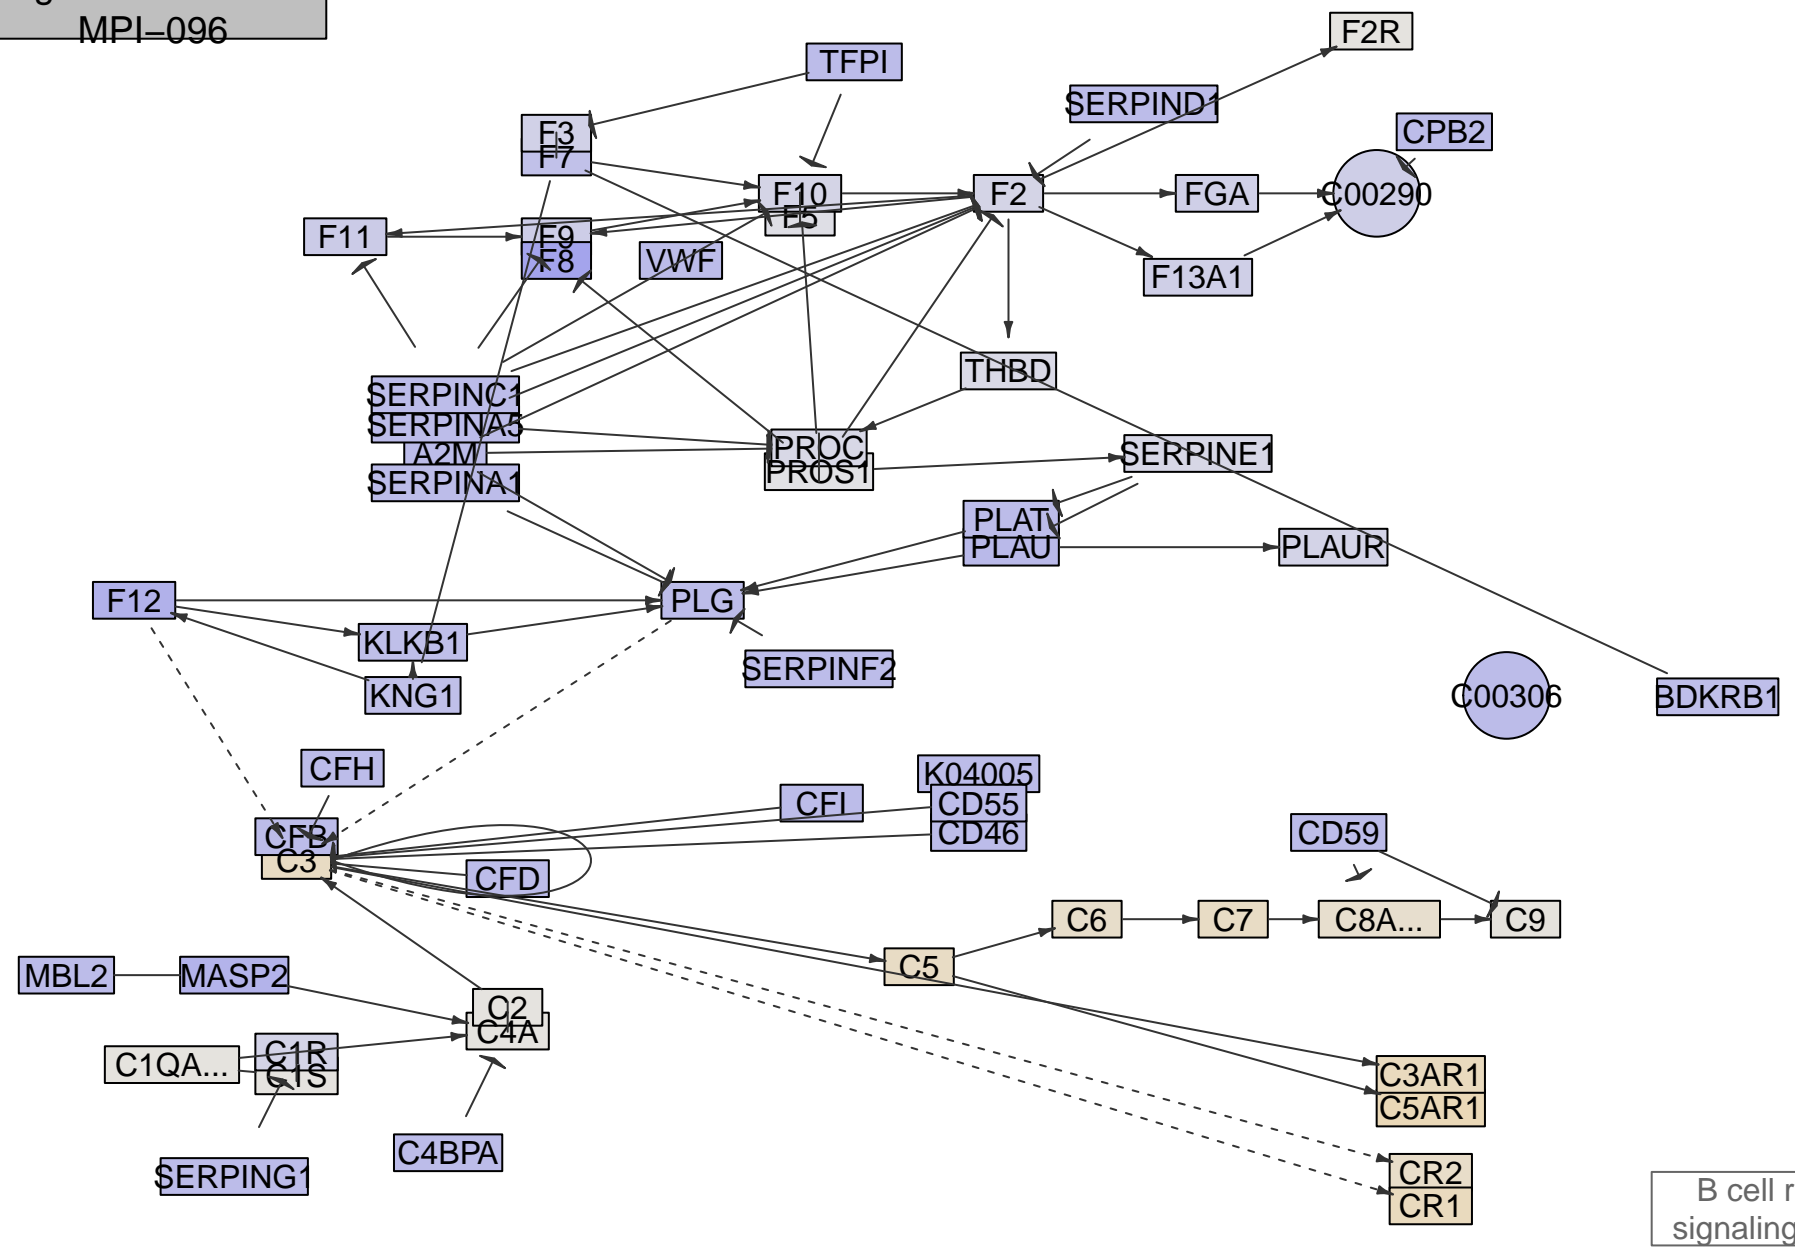 MPI−096
F2R
TFPI
SERPIND1
CPB2
F3
F7
F10
F5
F2
FGA
C00290
F11
F9
F8
VWF
F13A1
THBD
SERPINC1
SERPINA5
A2M
SERPINA1
PROC
PROS1
SERPINE1
PLAT
PLAU
PLAUR
F12
PLG
KLKB1
SERPINF2
KNG1
C00306
BDKRB1
CFH
K04005
CFI
CD55
CD46
CFB
C3
CD59
CFD
C6
C7
C8A...
C9
C5
MBL2
MASP2
C2
C4A
C1QA...
C1R
C1S
C3AR1
C5AR1
C4BPA
SERPING1
CR2
CR1
B cell r
signaling